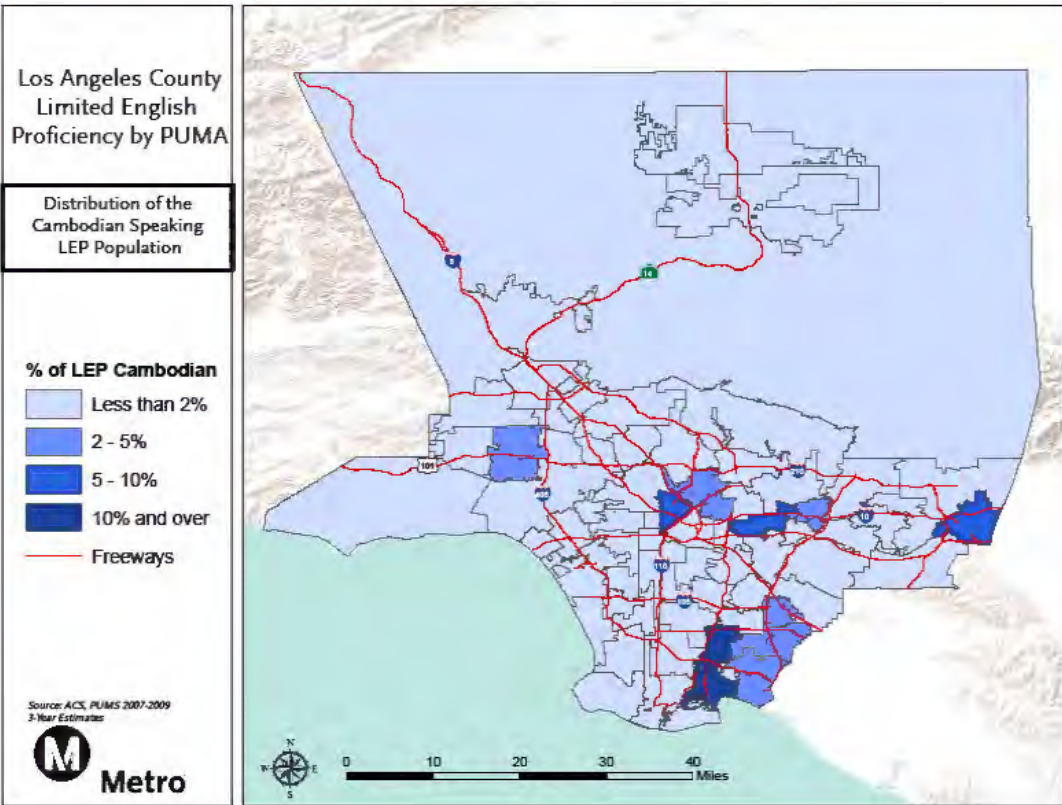 Los Angeles County
Limited English
Proficiency by PUMA
Distribution of the
Cambodian Speaking
LEP Population
% of LEP Cambodian
Less than 2%
2 - 5%
5 - 10%
10% and over
Freeways
Source: ACS, PUMS 2007-2009
3-Year Estimates
M
Metro
5
14
101
10
110
N
W E
S
0 10 20 30 40
Miles